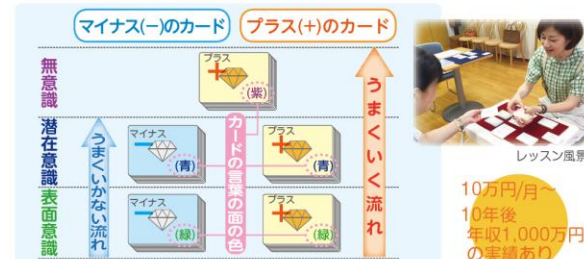 マイナス(−)のカード
プラス(+)のカード
無意識
プラス
(紫)
うまくいく流れ
潜在意識
うまくいかない流れ
マイナス
(青)
カードの言葉の面の色
プラス
(青)
表面意識
マイナス
(緑)
プラス
(緑)
レッスン風景
10万円/月〜
10年後
年収1,000万円
の実績あり